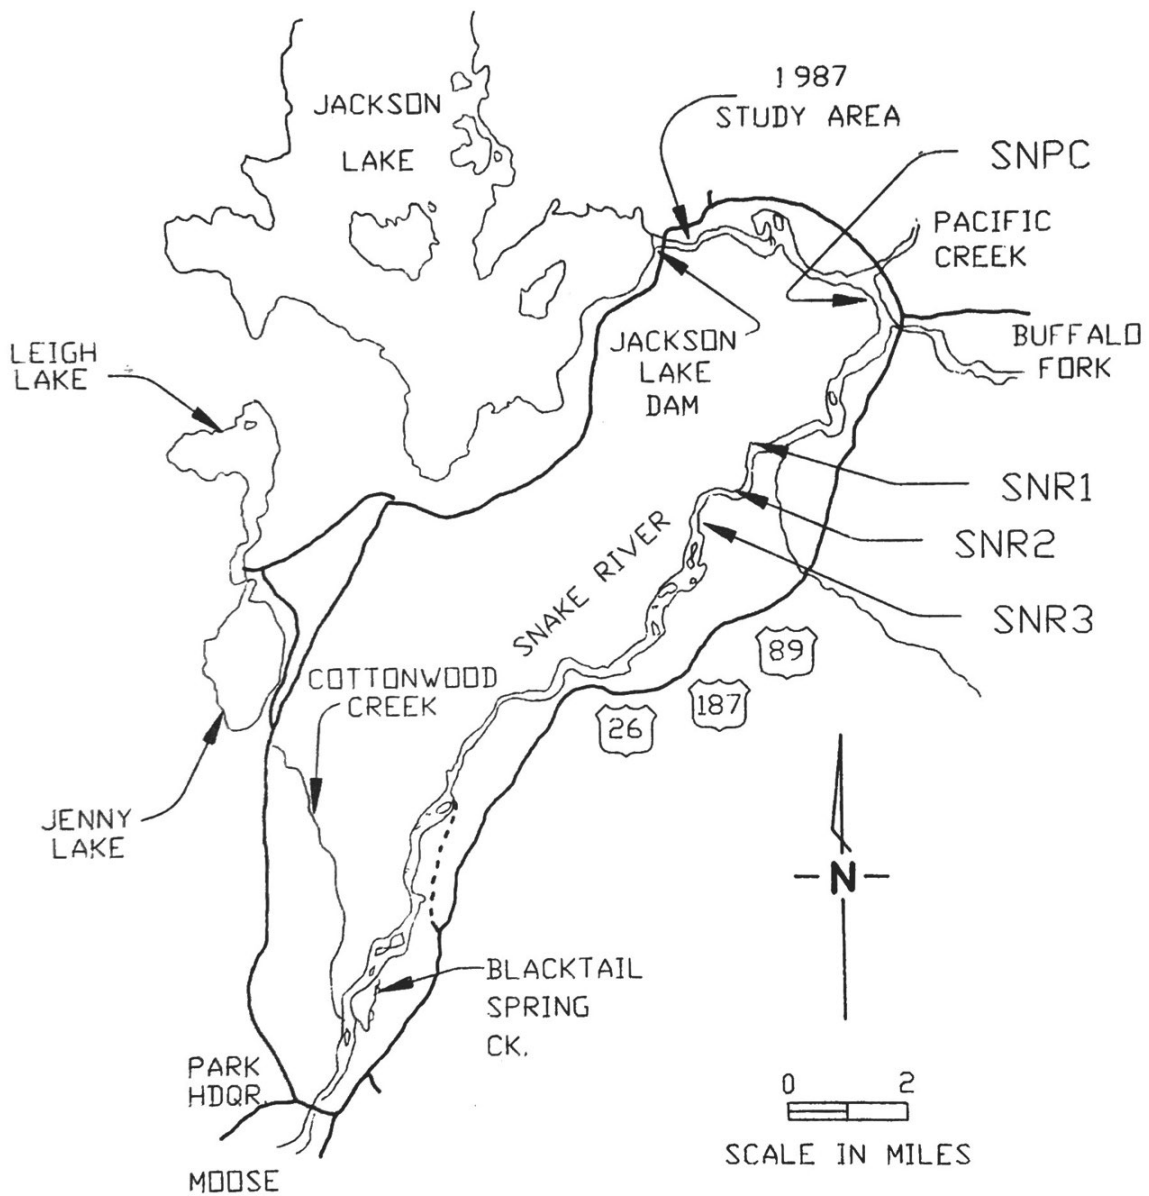 JACKSON
LAKE
1987
STUDY AREA
SNPC
PACIFIC
CREEK
LEIGH
LAKE
JACKSON
LAKE
DAM
BUFFALO
FORK
SNR1
SNR2
SNR3
SNAKE RIVER
89
187
26
COTTONWOOD
CREEK
JENNY
LAKE
N
BLACKTAIL
SPRING
CK.
PARK
HDQR.
0 2
SCALE IN MILES
MOOSE